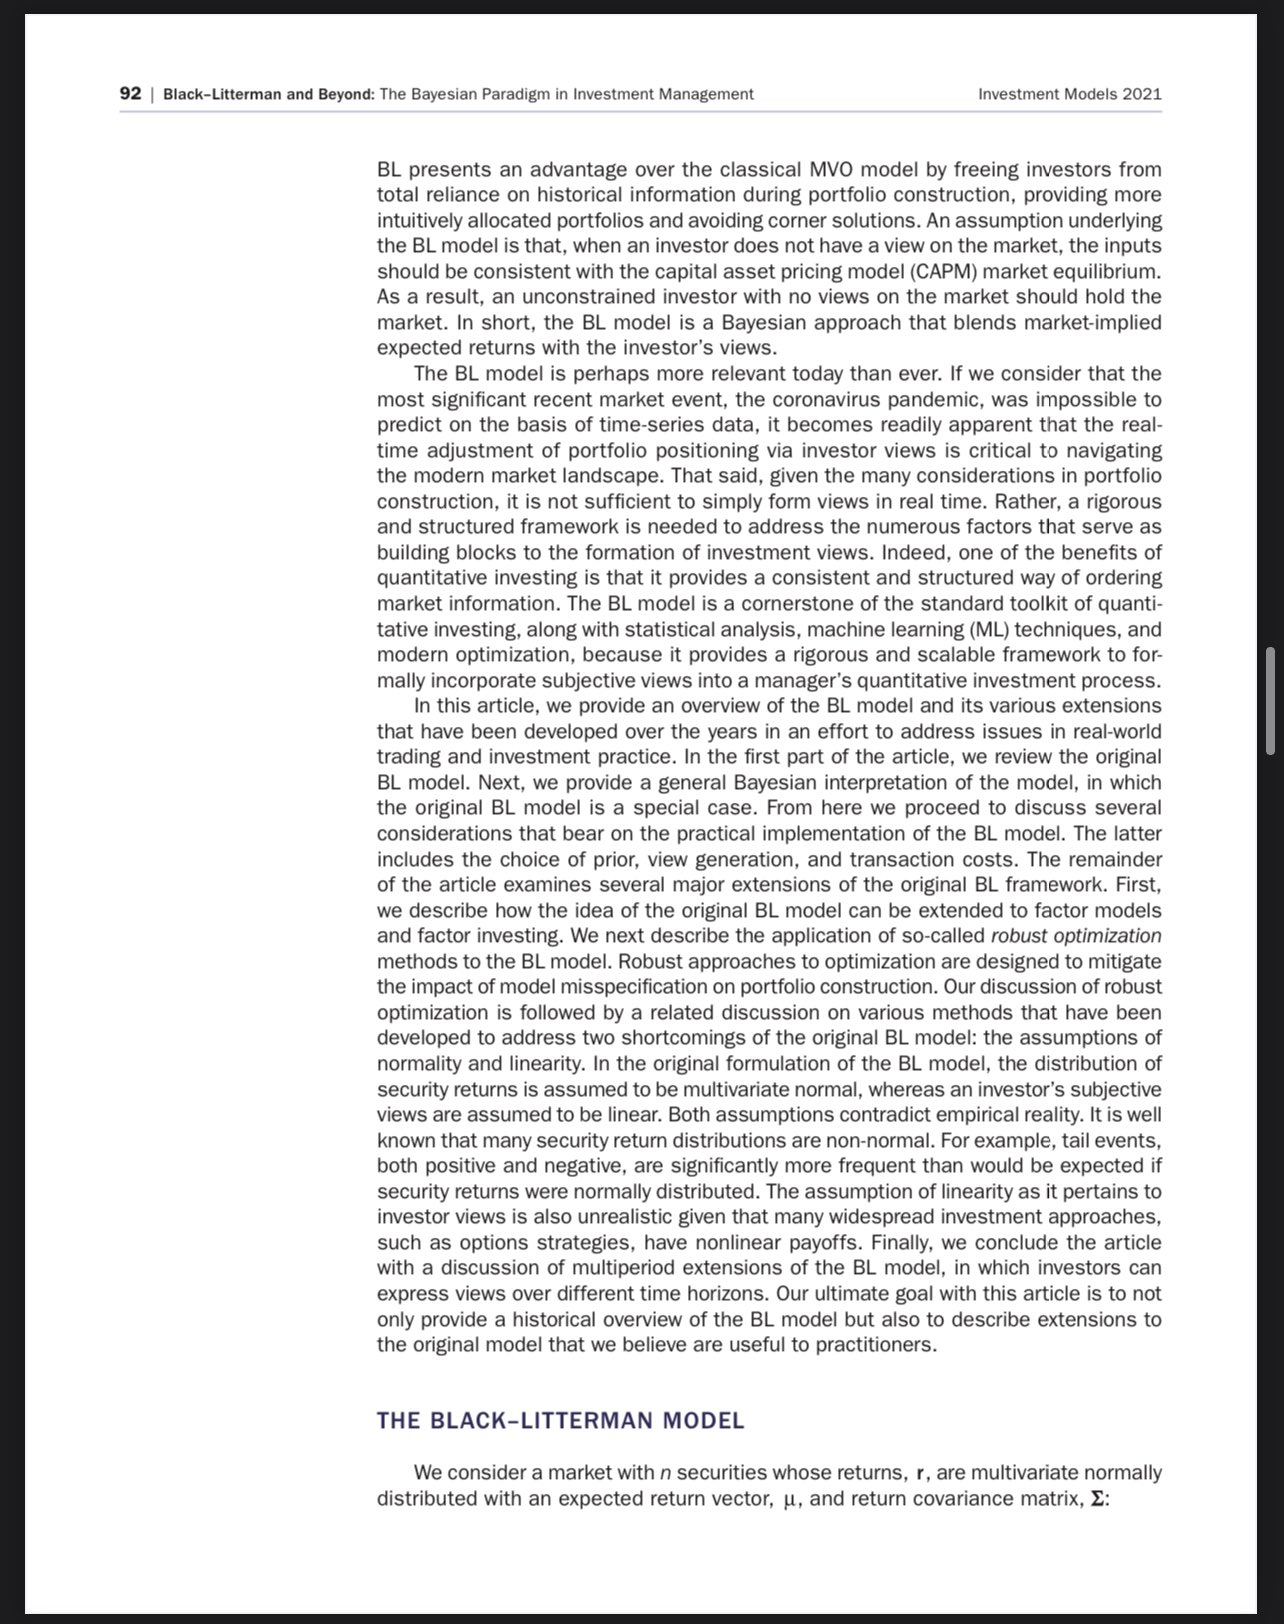 92 | Black–Litterman and Beyond: The Bayesian Paradigm in Investment Management Investment Models 2021
BL presents an advantage over the classical MVO model by freeing investors from
total reliance on historical information during portfolio construction, providing more
intuitively allocated portfolios and avoiding corner solutions. An assumption underlying
the BL model is that, when an investor does not have a view on the market, the inputs
should be consistent with the capital asset pricing model (CAPM) market equilibrium.
As a result, an unconstrained investor with no views on the market should hold the
market. In short, the BL model is a Bayesian approach that blends market-implied
expected returns with the investor’s views.
The BL model is perhaps more relevant today than ever. If we consider that the
most significant recent market event, the coronavirus pandemic, was impossible to
predict on the basis of time-series data, it becomes readily apparent that the real-
time adjustment of portfolio positioning via investor views is critical to navigating
the modern market landscape. That said, given the many considerations in portfolio
construction, it is not sufficient to simply form views in real time. Rather, a rigorous
and structured framework is needed to address the numerous factors that serve as
building blocks to the formation of investment views. Indeed, one of the benefits of
quantitative investing is that it provides a consistent and structured way of ordering
market information. The BL model is a cornerstone of the standard toolkit of quanti-
tative investing, along with statistical analysis, machine learning (ML) techniques, and
modern optimization, because it provides a rigorous and scalable framework to for-
mally incorporate subjective views into a manager’s quantitative investment process.
In this article, we provide an overview of the BL model and its various extensions
that have been developed over the years in an effort to address issues in real-world
trading and investment practice. In the first part of the article, we review the original
BL model. Next, we provide a general Bayesian interpretation of the model, in which
the original BL model is a special case. From here we proceed to discuss several
considerations that bear on the practical implementation of the BL model. The latter
includes the choice of prior, view generation, and transaction costs. The remainder
of the article examines several major extensions of the original BL framework. First,
we describe how the idea of the original BL model can be extended to factor models
and factor investing. We next describe the application of so-called robust optimization
methods to the BL model. Robust approaches to optimization are designed to mitigate
the impact of model misspecification on portfolio construction. Our discussion of robust
optimization is followed by a related discussion on various methods that have been
developed to address two shortcomings of the original BL model: the assumptions of
normality and linearity. In the original formulation of the BL model, the distribution of
security returns is assumed to be multivariate normal, whereas an investor’s subjective
views are assumed to be linear. Both assumptions contradict empirical reality. It is well
known that many security return distributions are non-normal. For example, tail events,
both positive and negative, are significantly more frequent than would be expected if
security returns were normally distributed. The assumption of linearity as it pertains to
investor views is also unrealistic given that many widespread investment approaches,
such as options strategies, have nonlinear payoffs. Finally, we conclude the article
with a discussion of multiperiod extensions of the BL model, in which investors can
express views over different time horizons. Our ultimate goal with this article is to not
only provide a historical overview of the BL model but also to describe extensions to
the original model that we believe are useful to practitioners.
THE BLACK–LITTERMAN MODEL
We consider a market with n securities whose returns, r, are multivariate normally
distributed with an expected return vector, μ, and return covariance matrix, Σ: